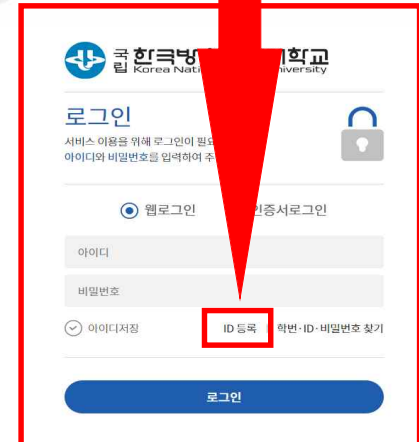 국립 한국방 학교
Korea Nati iversity
로그인
서비스 이용을 위해 로그인이 필요
아이디와 비밀번호를 입력하여 주
웹로그인 인증서로그인
아이디
비밀번호
아이디저장 ID 등록 학번·ID·비밀번호 찾기
로그인